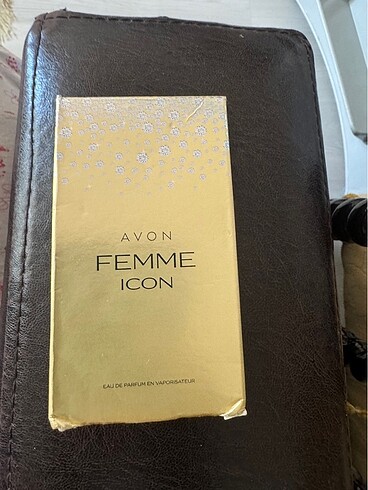 AVON
FEMME
ICON
EAU DE PARFUM EN VAPORISATEUR